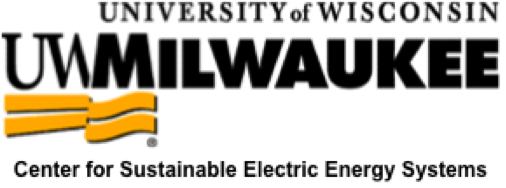 UNIVERSITY of WISCONSIN
UWMILWAUKEE
®
Center for Sustainable Electric Energy Systems